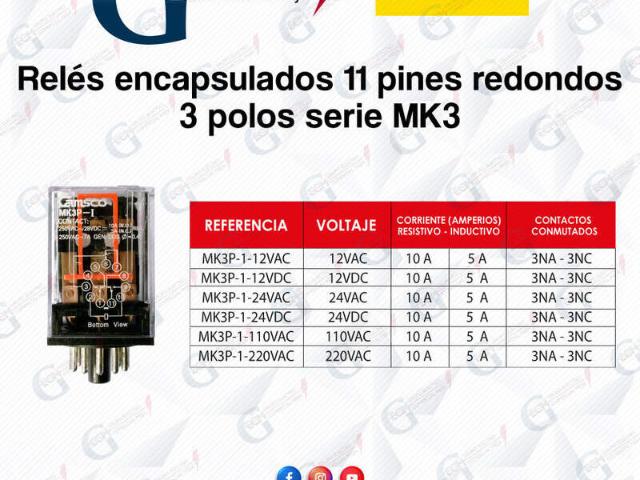 G
Relés encapsulados 11 pines redondos
3 polos serie MK3
CAMSCO
MK3P-I
CONTACT:
Bottom View
REFERENCIA VOLTAJE CORRIENTE (AMPERIOS) RESISTIVO - INDUCTIVO CONTACTOS CONMUTADOS
MK3P-1-12VAC 12VAC 10 A 5 A 3NA - 3NC
MK3P-1-12VDC 12VDC 10 A 5 A 3NA - 3NC
MK3P-1-24VAC 24VAC 10 A 5 A 3NA - 3NC
MK3P-1-24VDC 24VDC 10 A 5 A 3NA - 3NC
MK3P-1-110VAC 110VAC 10 A 5 A 3NA - 3NC
MK3P-1-220VAC 220VAC 10 A 5 A 3NA - 3NC